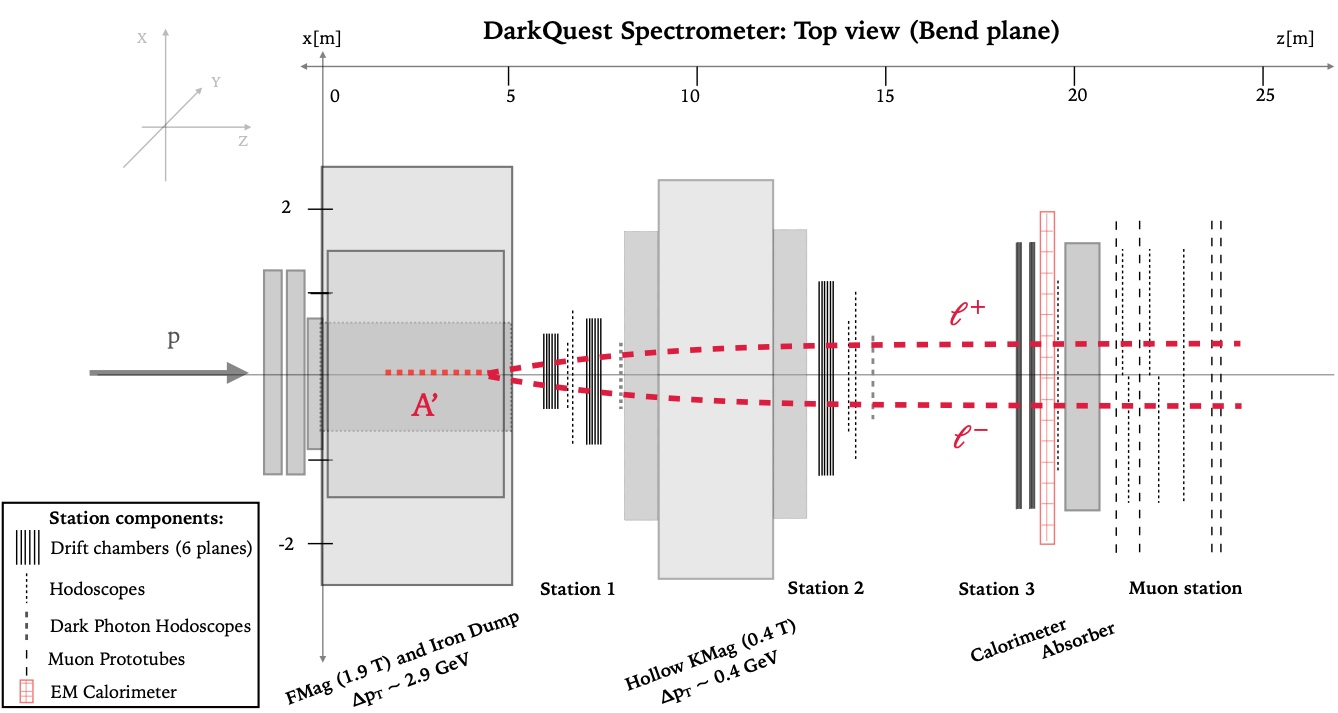 DarkQuest Spectrometer: Top view (Bend plane)
x[m]
z[m]
X
Y
Z
0
5
10
15
20
25
2
-2
p
A’
ℓ+
ℓ−
Station 1
Station 2
Station 3
Muon station
FMag (1.9 T) and Iron Dump
ΔpT ~ 2.9 GeV
Hollow KMag (0.4 T)
ΔpT ~ 0.4 GeV
Calorimeter
Absorber
Station components:
Drift chambers (6 planes)
Hodoscopes
Dark Photon Hodoscopes
Muon Prototubes
EM Calorimeter